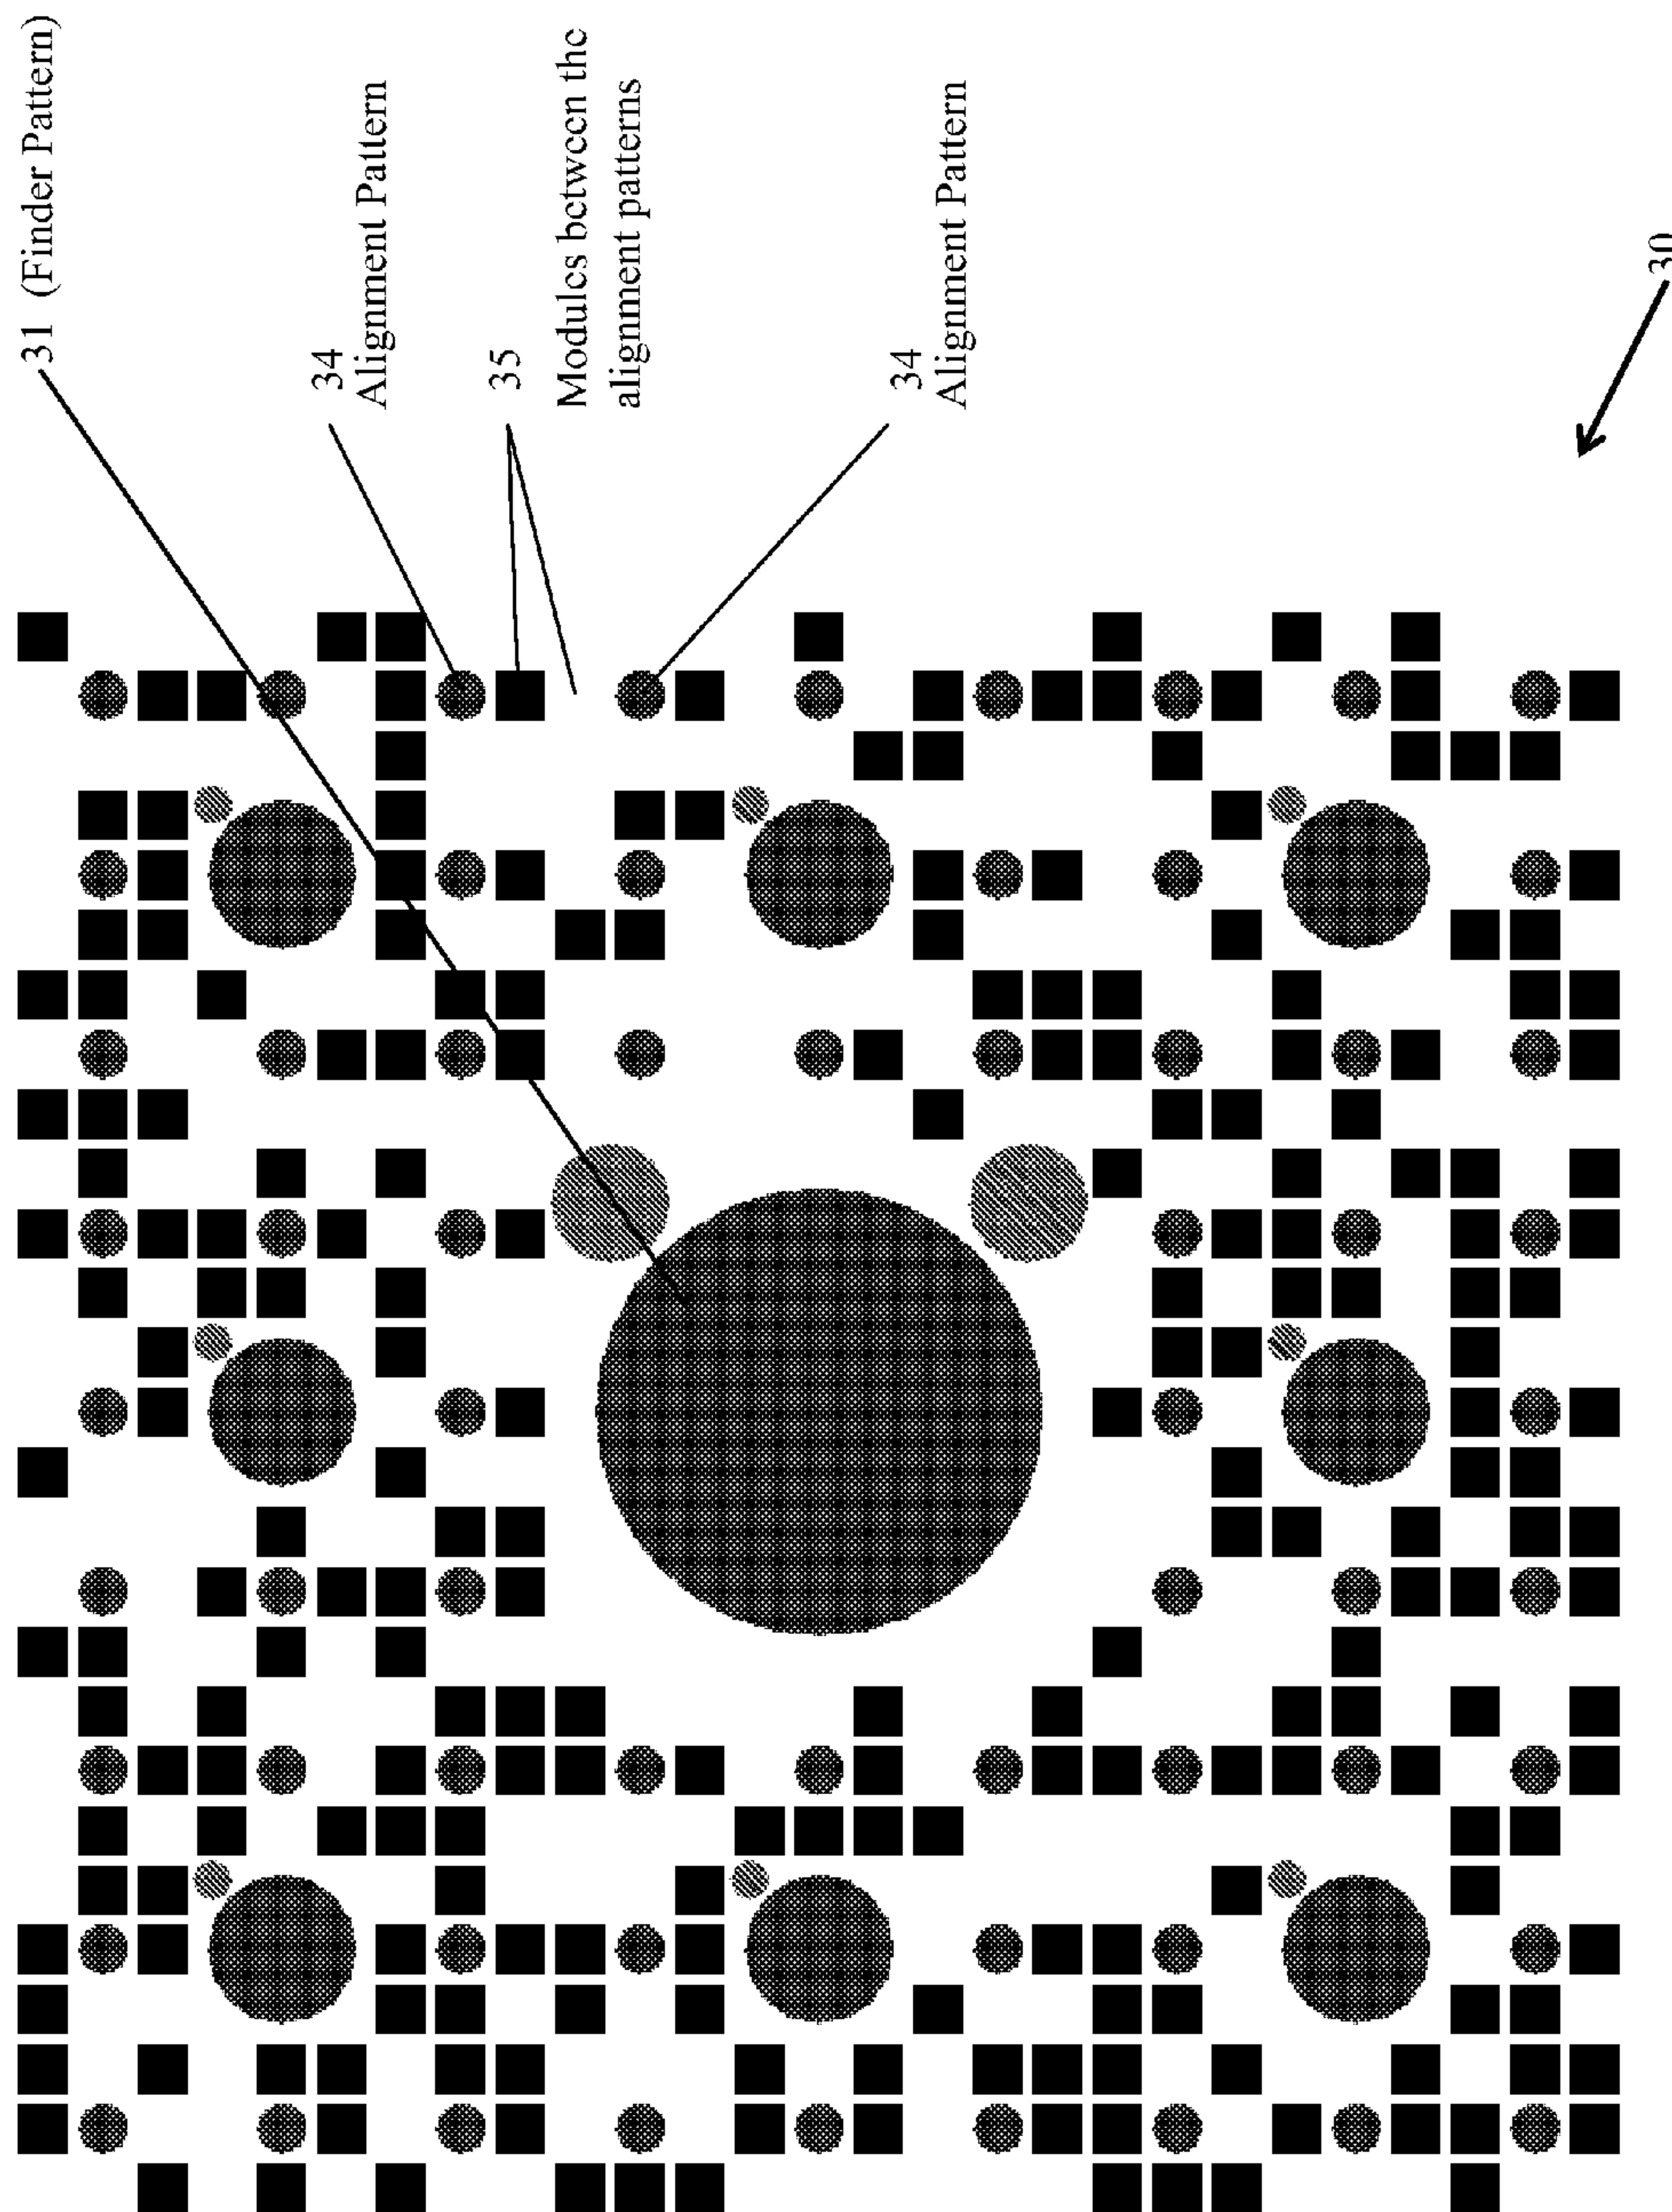 31 (Finder Pattern)
34
Alignment Pattern
35
Modules between the
alignment patterns
34
Alignment Pattern
30